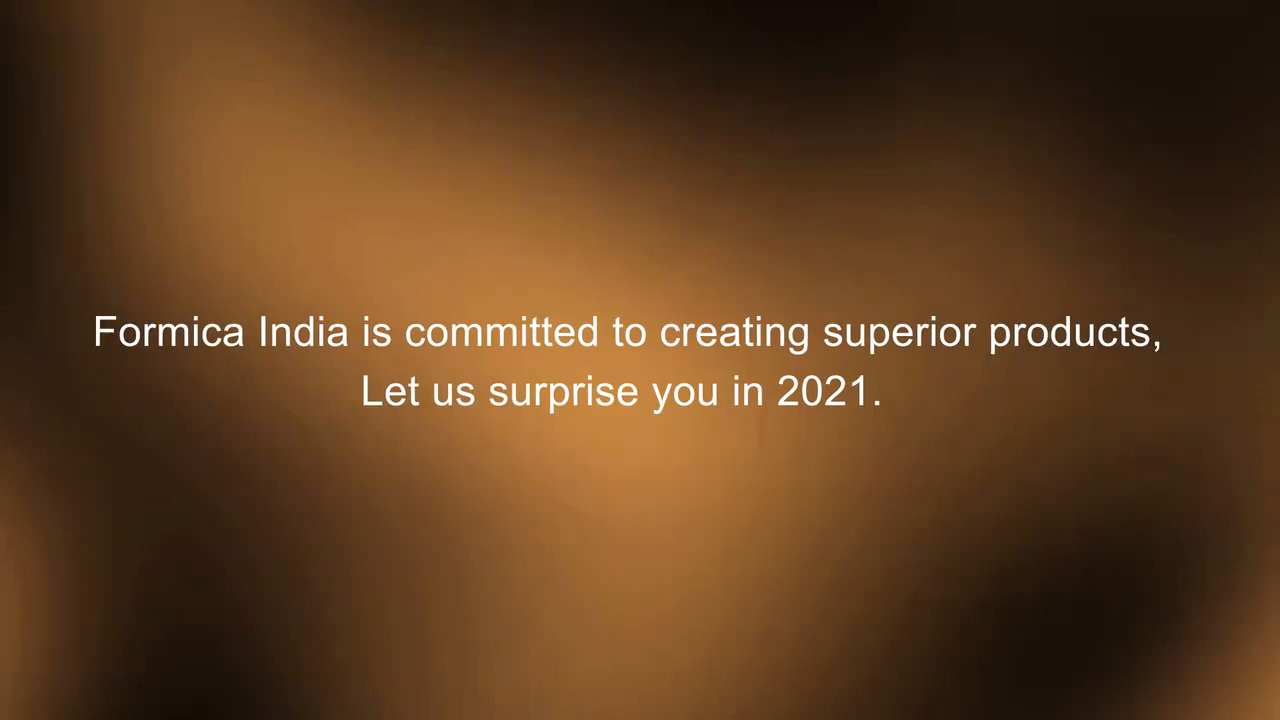 Formica India is committed to creating superior products,
Let us surprise you in 2021.